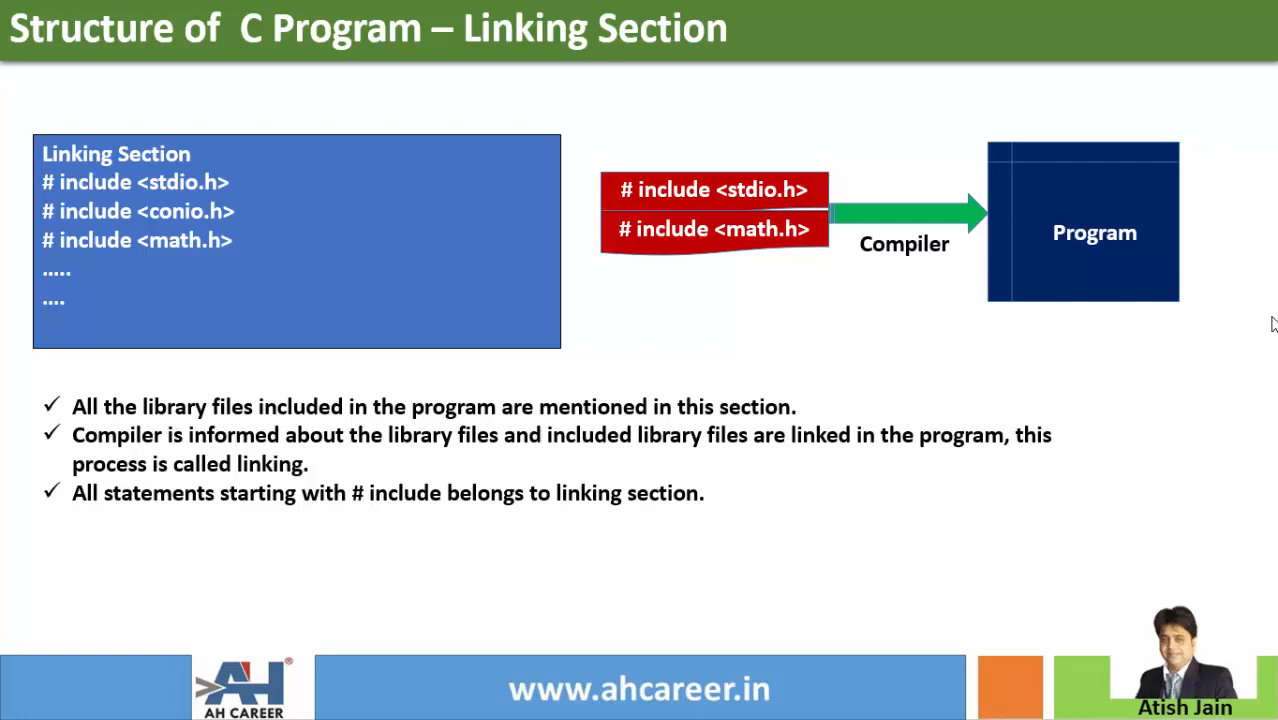 Structure of C Program – Linking Section
Linking Section
# include <stdio.h>
# include <conio.h>
# include <math.h>
…..
….
# include <stdio.h>
# include <math.h>
Compiler
Program
✓ All the library files included in the program are mentioned in this section.
✓ Compiler is informed about the library files and included library files are linked in the program, this
process is called linking.
✓ All statements starting with # include belongs to linking section.
AH
®
AH CAREER
www.ahcareer.in
Atish Jain